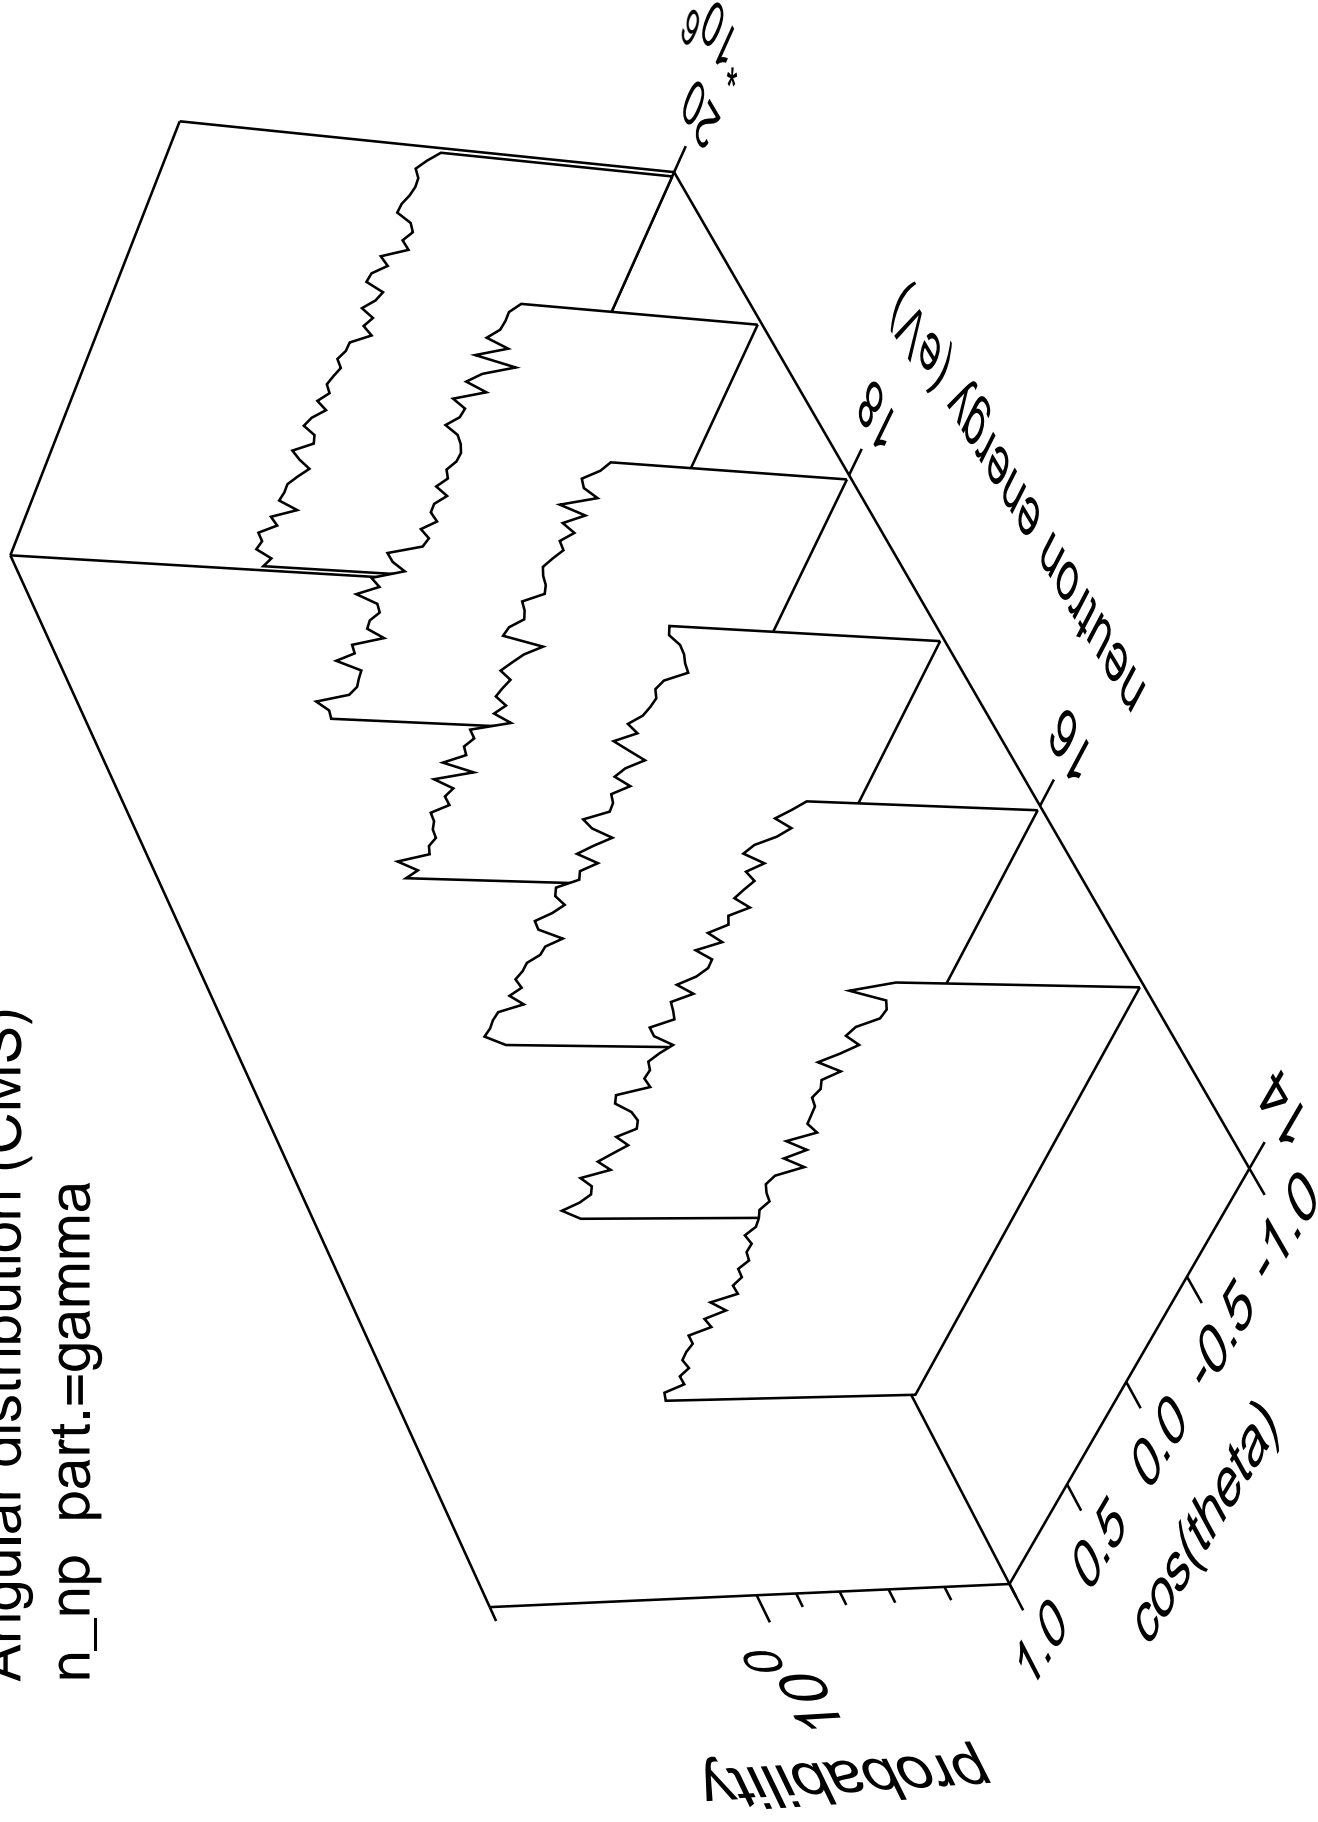 Angular distribution (CMS)
n_np part.=gamma
probability
10^0
cos(theta)
1.0 0.5 0.0 -0.5 -1.0
14 16 18 20
* 10^6
neutron energy (eV)